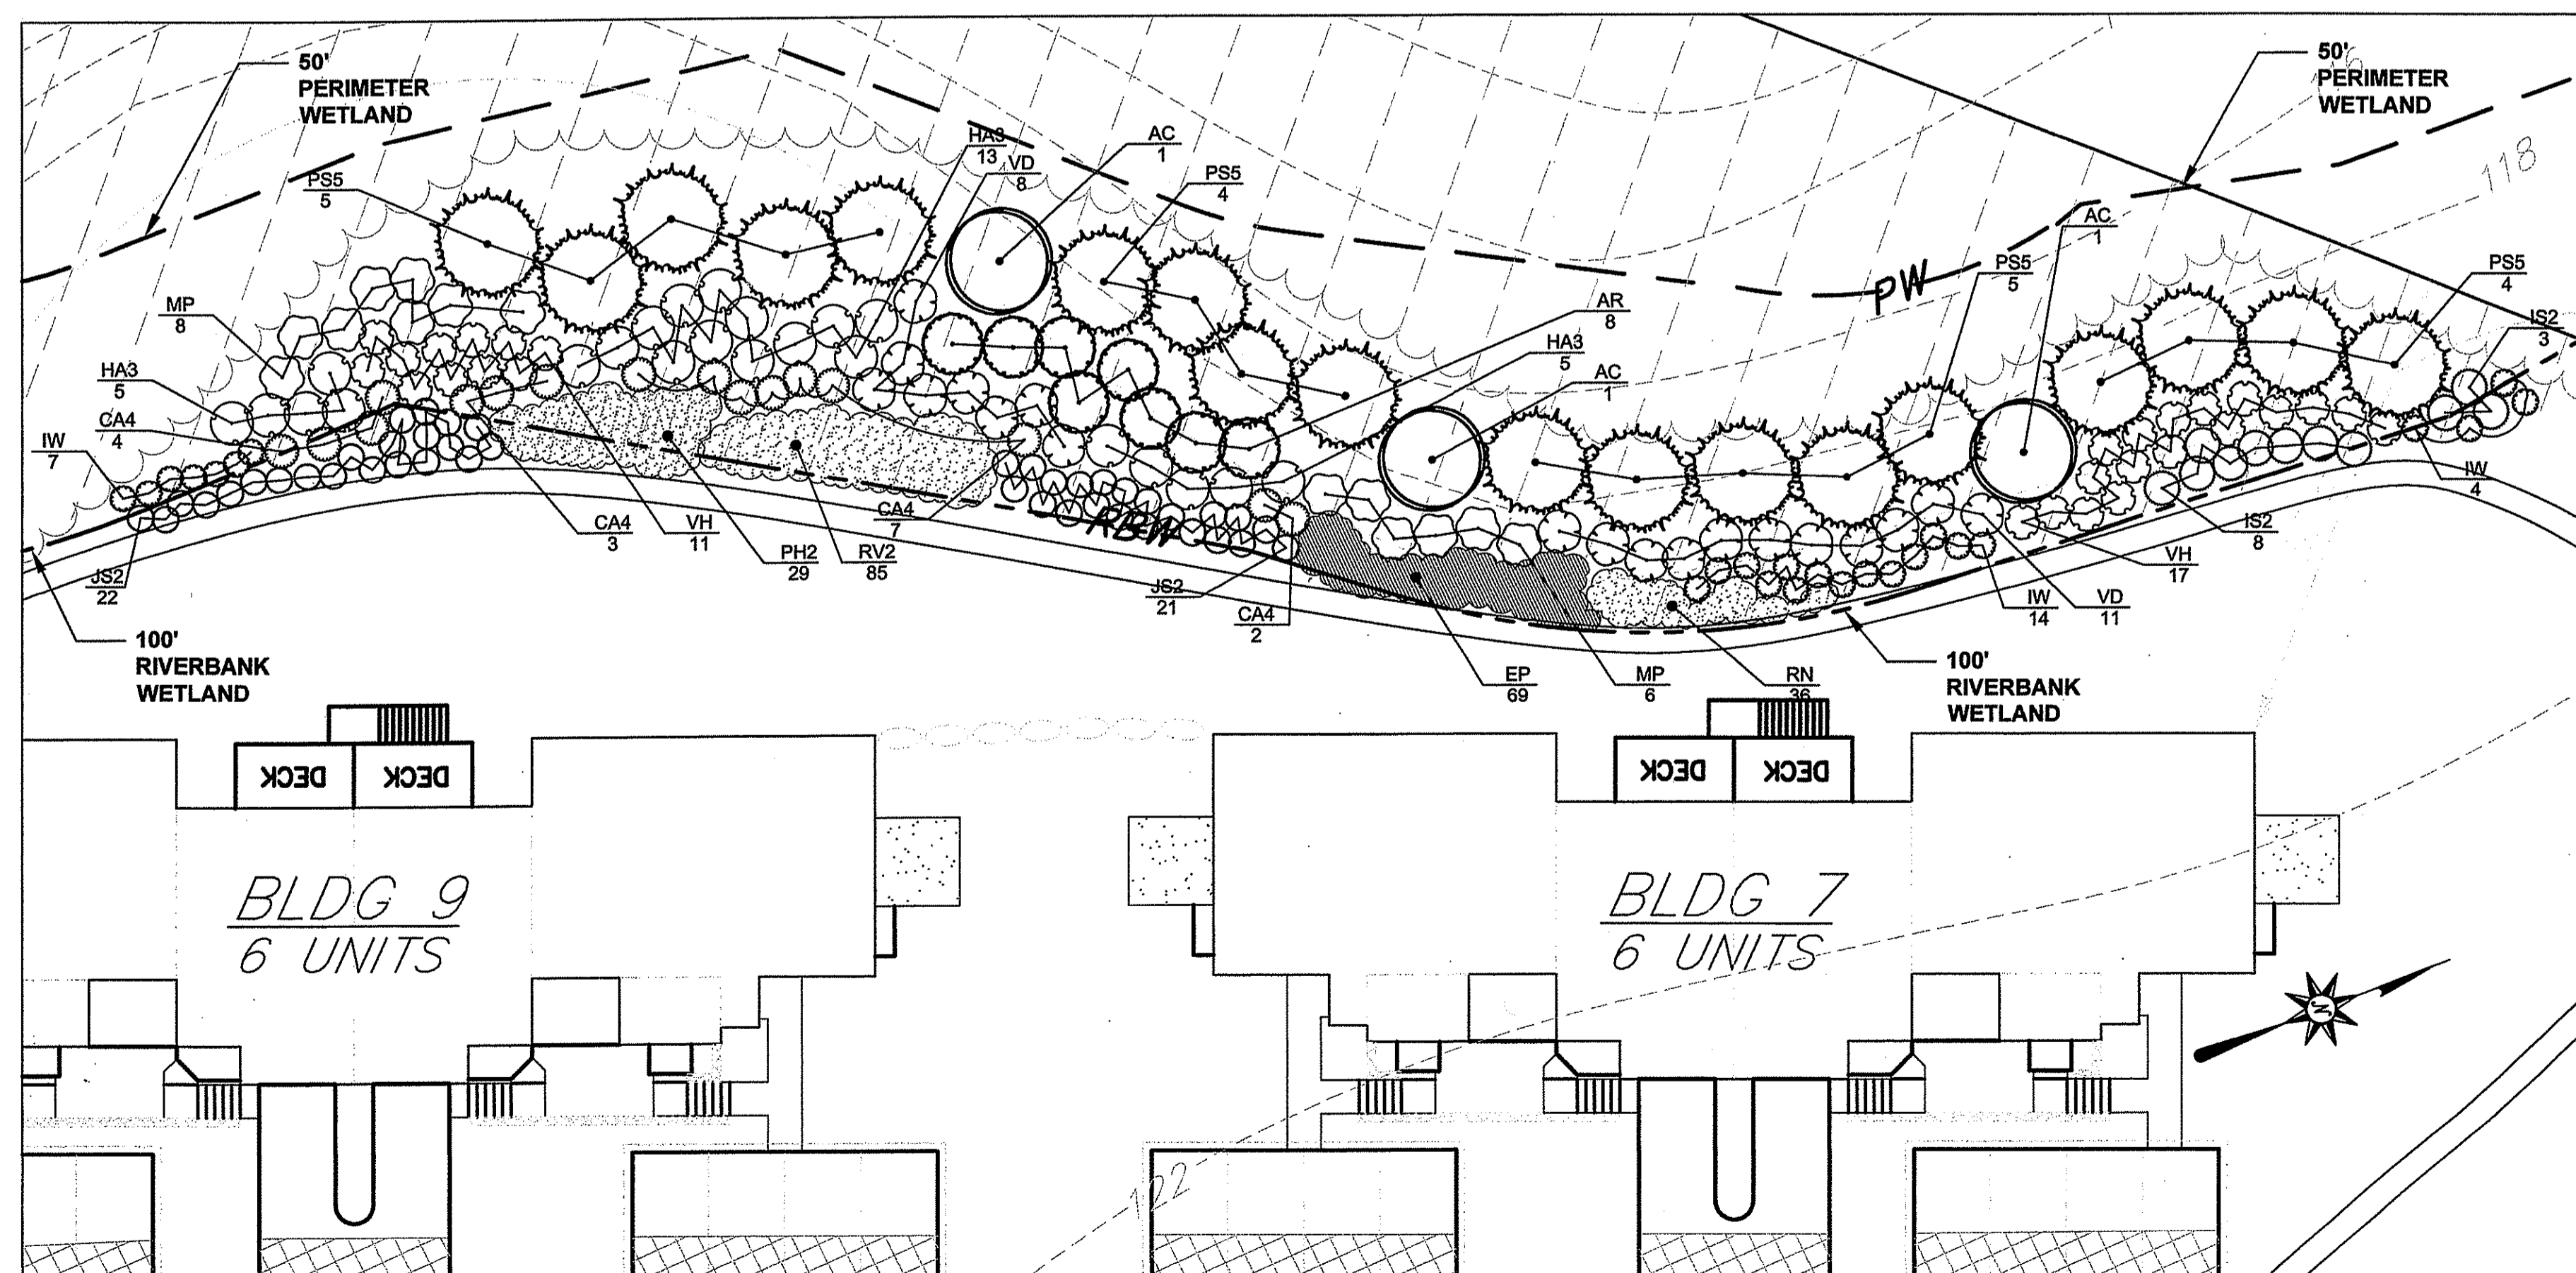 50'
PERIMETER
WETLAND
50'
PERIMETER
WETLAND
118
HA3
13
VD
8
AC
1
PS5
5
PS5
4
AC
1
PW
PS5
5
PS5
4
MP
8
AR
8
IS2
3
HA3
5
HA3
5
AC
1
CA4
4
IW
7
IW
4
CA4
3
VH
11
CA4
7
RBW
IS2
8
PH2
29
RV2
85
VH
17
JS2
22
JS2
21
CA4
2
IW
14
VD
11
100'
RIVERBANK
WETLAND
EP
69
MP
6
RN
36
100'
RIVERBANK
WETLAND
DECK
DECK
DECK
DECK
BLDG 9
6 UNITS
BLDG 7
6 UNITS
N
122